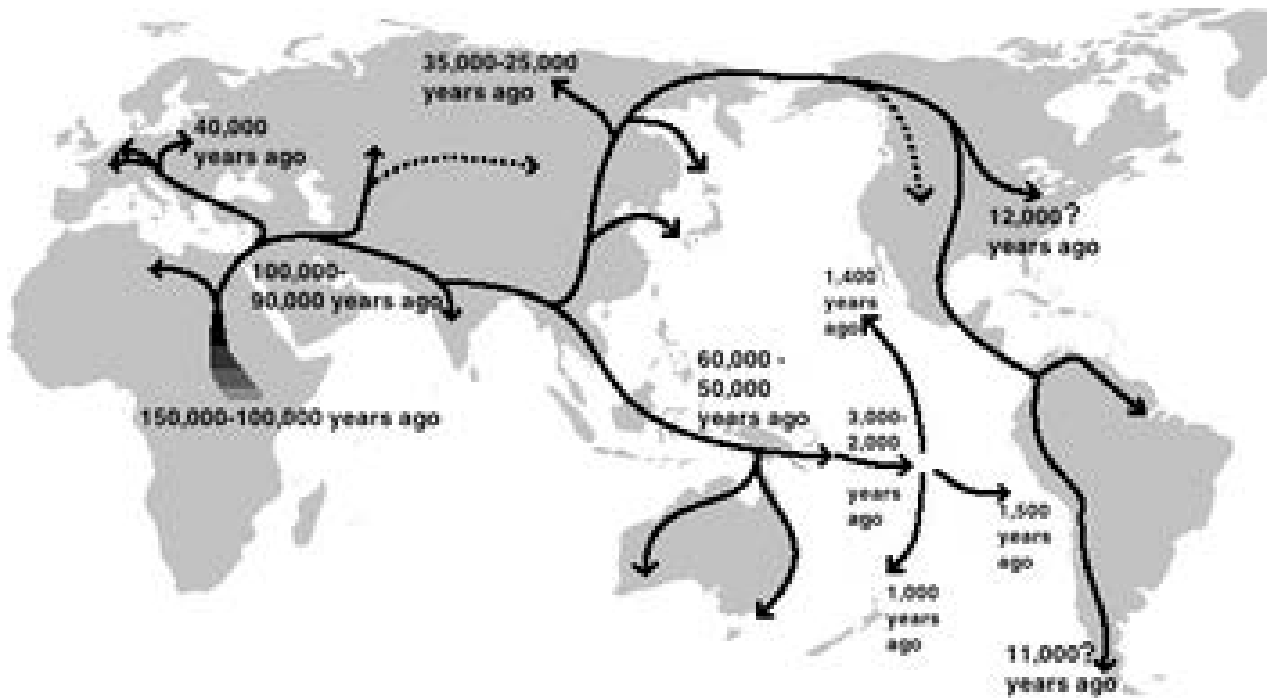 35,000-25,000
years ago
40,000
years ago
12,000?
years ago
100,000-
90,000 years ago
1,400
years
ago
60,000 -
50,000
years ago
150,000-100,000 years ago
3,000-
2,000
years
ago
1,500
years
ago
1,000
years
ago
11,000?
years ago